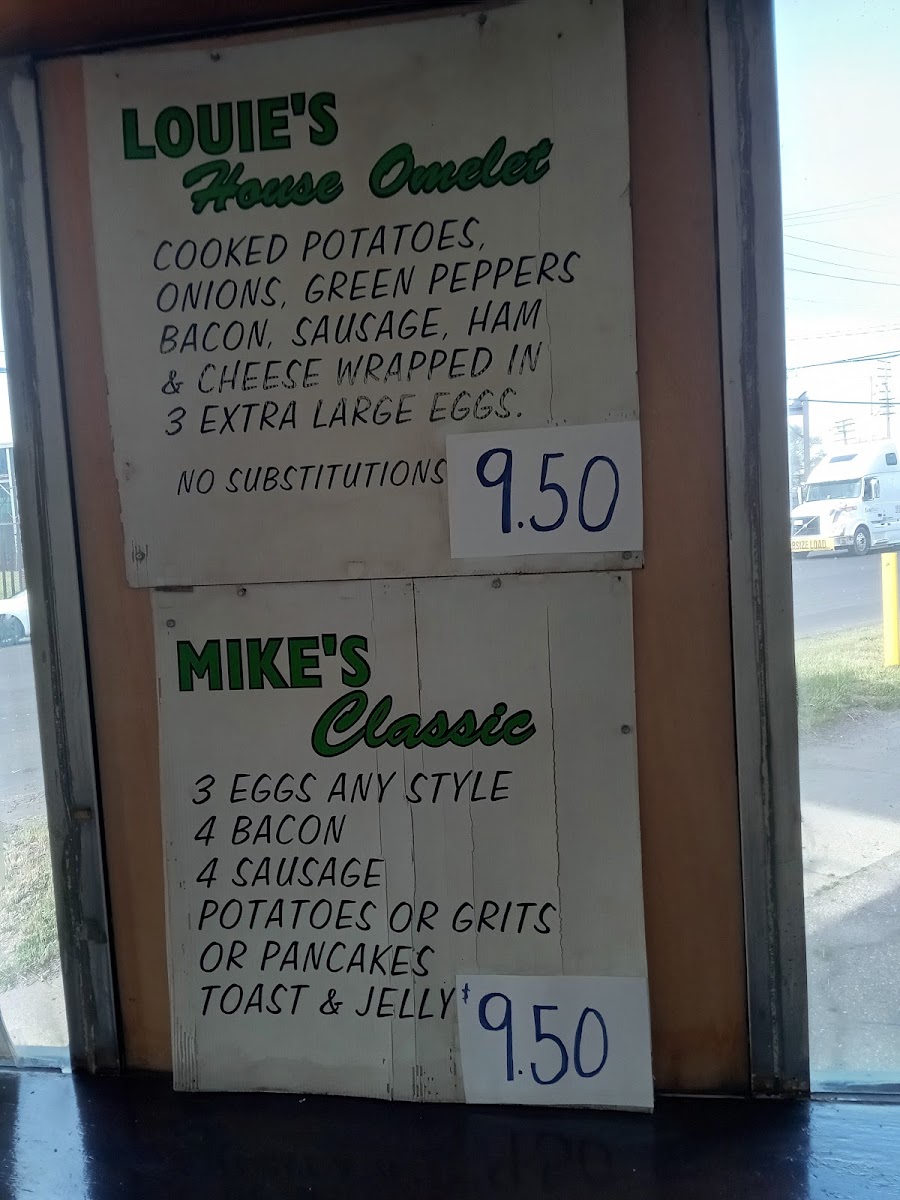 LOUIE'S
House Omelet
COOKED POTATOES,
ONIONS, GREEN PEPPERS
BACON, SAUSAGE, HAM
& CHEESE WRAPPED IN
3 EXTRA LARGE EGGS.
NO SUBSTITUTIONS
9.50
MIKE'S
Classic
3 EGGS ANY STYLE
4 BACON
4 SAUSAGE
POTATOES OR GRITS
OR PANCAKES
TOAST & JELLY
$9.50
SIZE LOAD